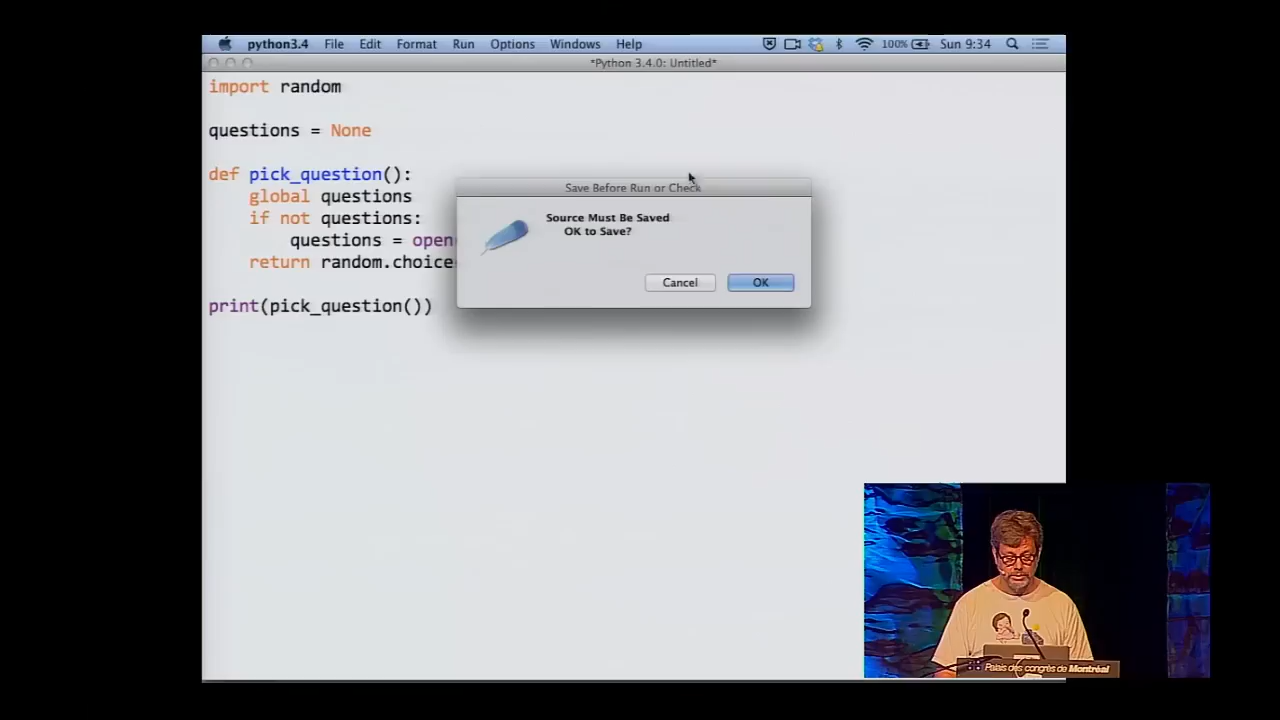 python3.4 File Edit Format Run Options Windows Help 100% Sun 9:34
*Python 3.4.0: Untitled*
import random
questions = None
def pick_question():
global questions
if not questions:
questions = open
return random.choice
print(pick_question())
Save Before Run or Check
Source Must Be Saved
OK to Save?
Cancel OK
Palais des congrès de Montréal